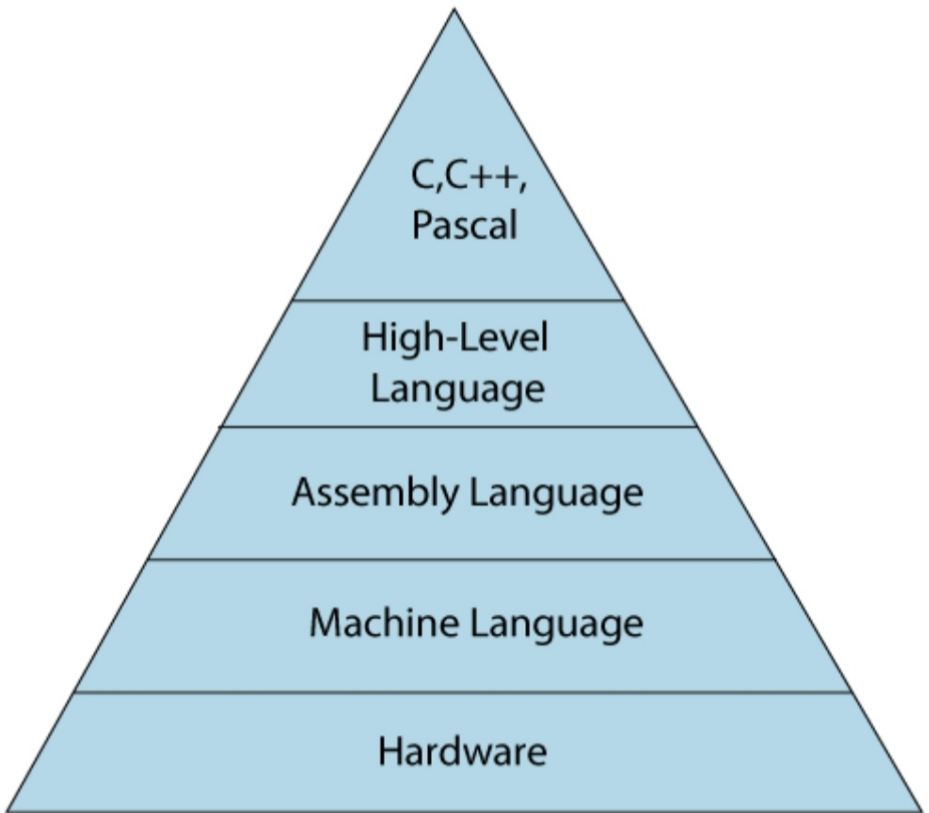 C,C++,
Pascal
High-Level
Language
Assembly Language
Machine Language
Hardware